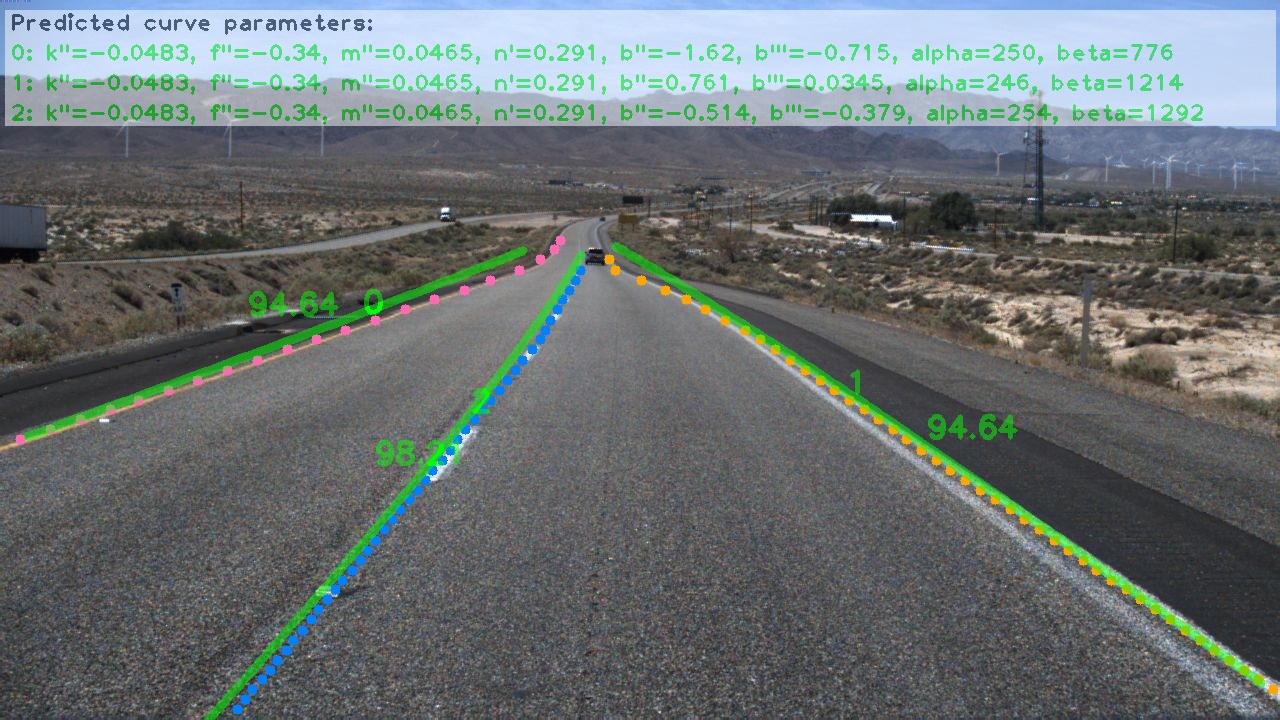 Predicted curve parameters:
0: k''=-0.0483, f''=-0.34, m''=0.0465, n'=0.291, b''=-1.62, b'''=-0.715, alpha=250, beta=776
1: k''=-0.0483, f''=-0.34, m''=0.0465, n'=0.291, b''=0.761, b'''=0.0345, alpha=246, beta=1214
2: k''=-0.0483, f''=-0.34, m''=0.0465, n'=0.291, b''=-0.514, b'''=-0.379, alpha=254, beta=1292
94.64 0
1
2
94.64